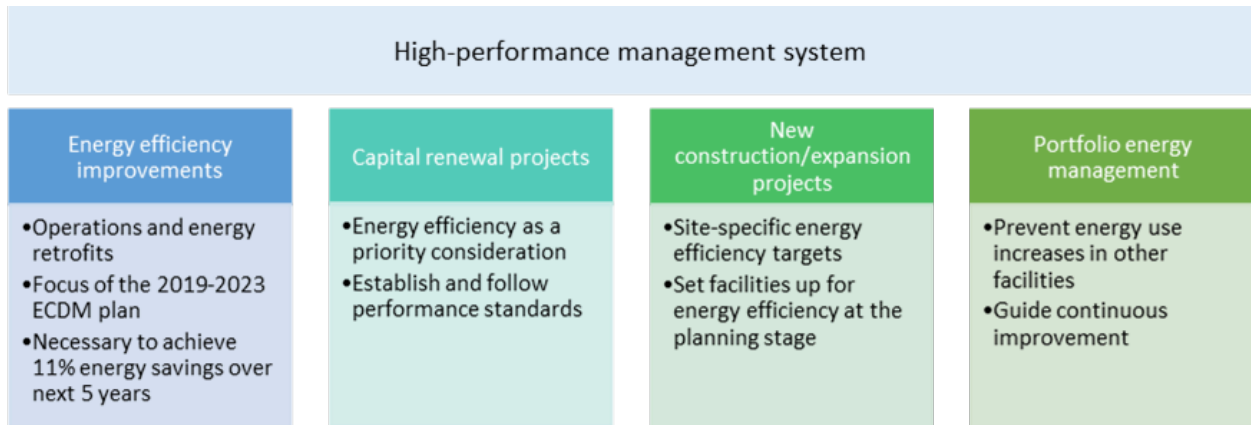 High-performance management system
Energy efficiency
improvements
•Operations and energy
retrofits
•Focus of the 2019-2023
ECDM plan
•Necessary to achieve
11% energy savings over
next 5 years
Capital renewal projects
•Energy efficiency as a
priority consideration
•Establish and follow
performance standards
New
construction/expansion
projects
•Site-specific energy
efficiency targets
•Set facilities up for
energy efficiency at the
planning stage
Portfolio energy
management
•Prevent energy use
increases in other
facilities
•Guide continuous
improvement